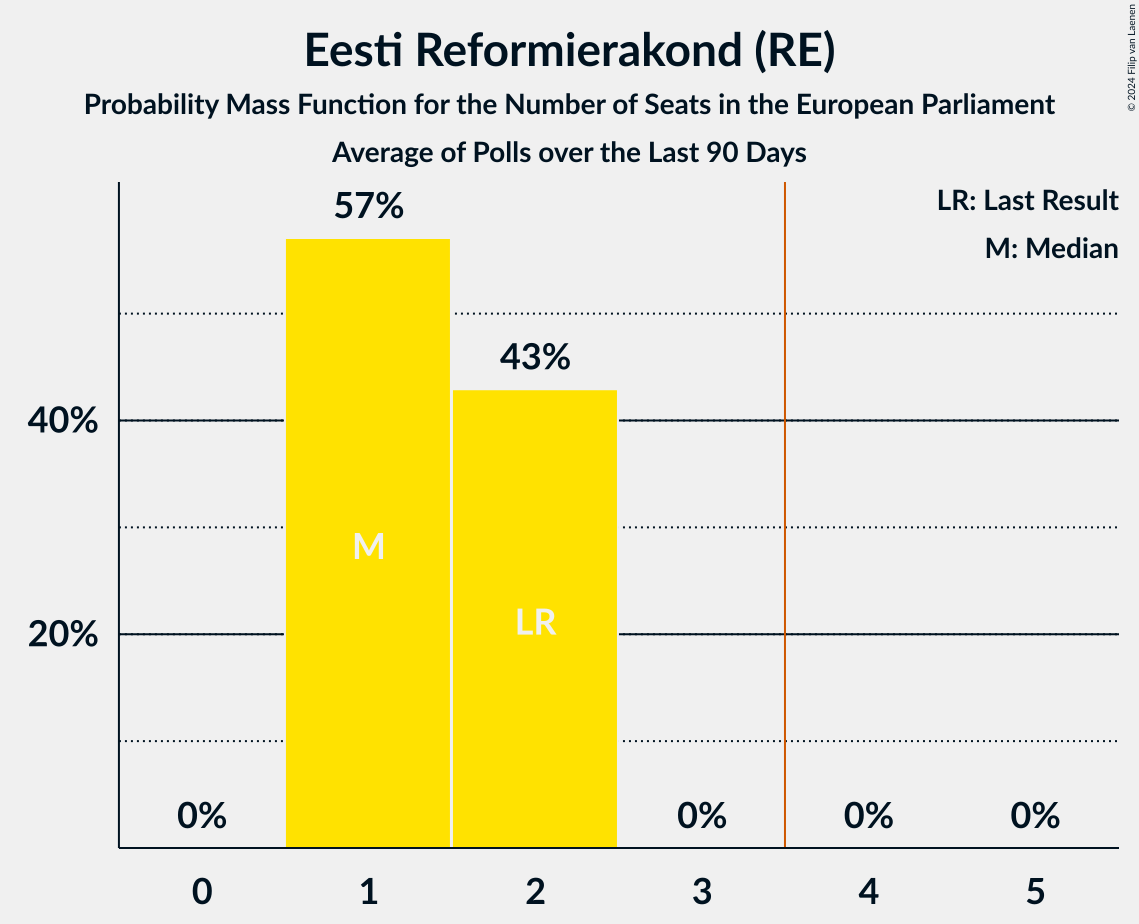 Eesti Reformierakond (RE)
Probability Mass Function for the Number of Seats in the European Parliament
Average of Polls over the Last 90 Days
© 2024 Filip van Laenen
LR: Last Result
M: Median
57%
43%
40%
20%
M
LR
0%
0%
0%
0%
0
1
2
3
4
5